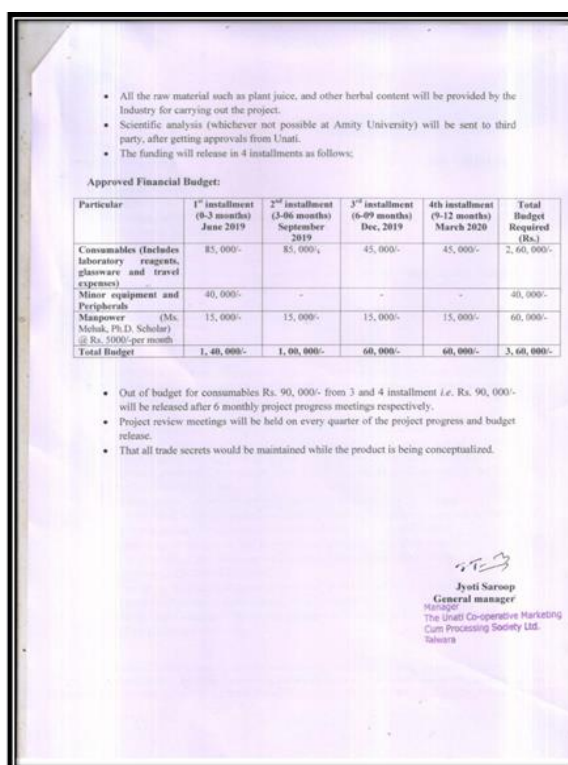 • All the raw material such as plant juice, and other herbal content will be provided by the
Industry for carrying out the project.
• Scientific analysis (whichever not possible at Amity University) will be sent to third
party, after getting approvals from Unati.
• The funding will release in 4 installments as follows;
Approved Financial Budget:
Particular 1st installment (0-3 months) June 2019 2nd installment (3-06 months) September 2019 3rd installment (6-09 months) Dec, 2019 4th installment (9-12 months) March 2020 Total Budget Required (Rs.)
Consumables (Includes laboratory reagents, glassware and travel expenses) 85, 000/- 85, 000/- 45, 000/- 45, 000/- 2, 60, 000/-
Minor equipment and Peripherals 40, 000/- - - - 40, 000/-
Manpower (Ms. Mehak, Ph.D. Scholar) @ Rs. 5000/-per month 15, 000/- 15, 000/- 15, 000/- 15, 000/- 60, 000/-
Total Budget 1, 40, 000/- 1, 00, 000/- 60, 000/- 60, 000/- 3, 60, 000/-
• Out of budget for consumables Rs. 90, 000/- from 3 and 4 installment i.e. Rs. 90, 000/-
will be released after 6 monthly project progress meetings respectively.
• Project review meetings will be held on every quarter of the project progress and budget
release.
• That all trade secrets would be maintained while the product is being conceptualized.
Jyoti Saroop
General manager
Manager
The Unati Co-operative Marketing
Cum Processing Society Ltd.
Talwara